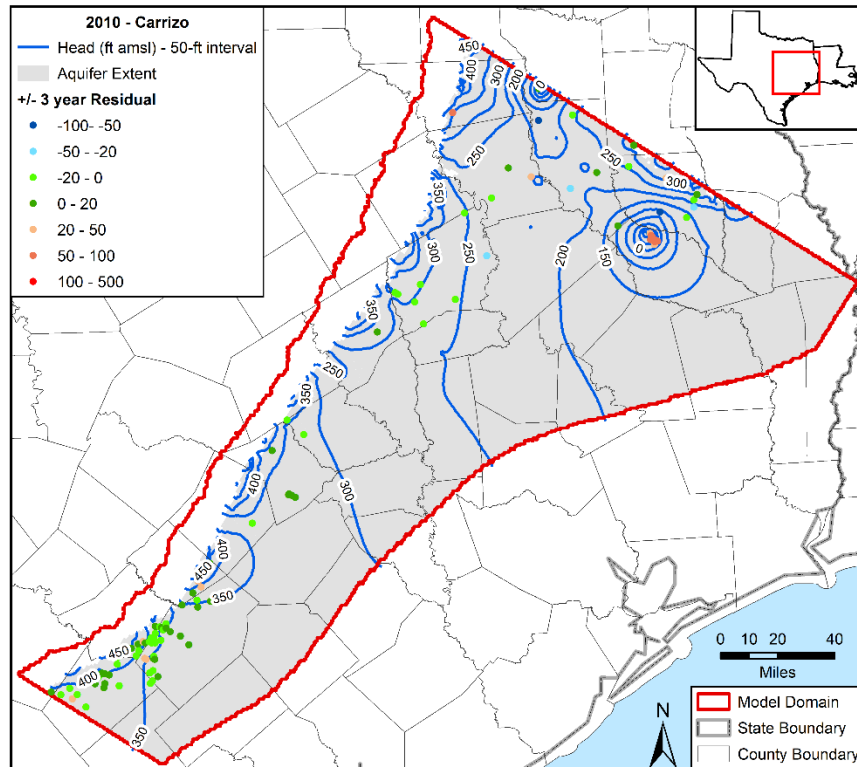 2010 - Carrizo
Head (ft amsl) - 50-ft interval
Aquifer Extent
+/- 3 year Residual
-100- -50
-50 - -20
-20 - 0
0 - 20
20 - 50
50 - 100
100 - 500
450
400
300
200
0
250
250
300
350
300
250
200
150
0
350
250
350
400
300
400
450
350
450
400
350
0 10 20 40
Miles
N
Model Domain
State Boundary
County Boundary